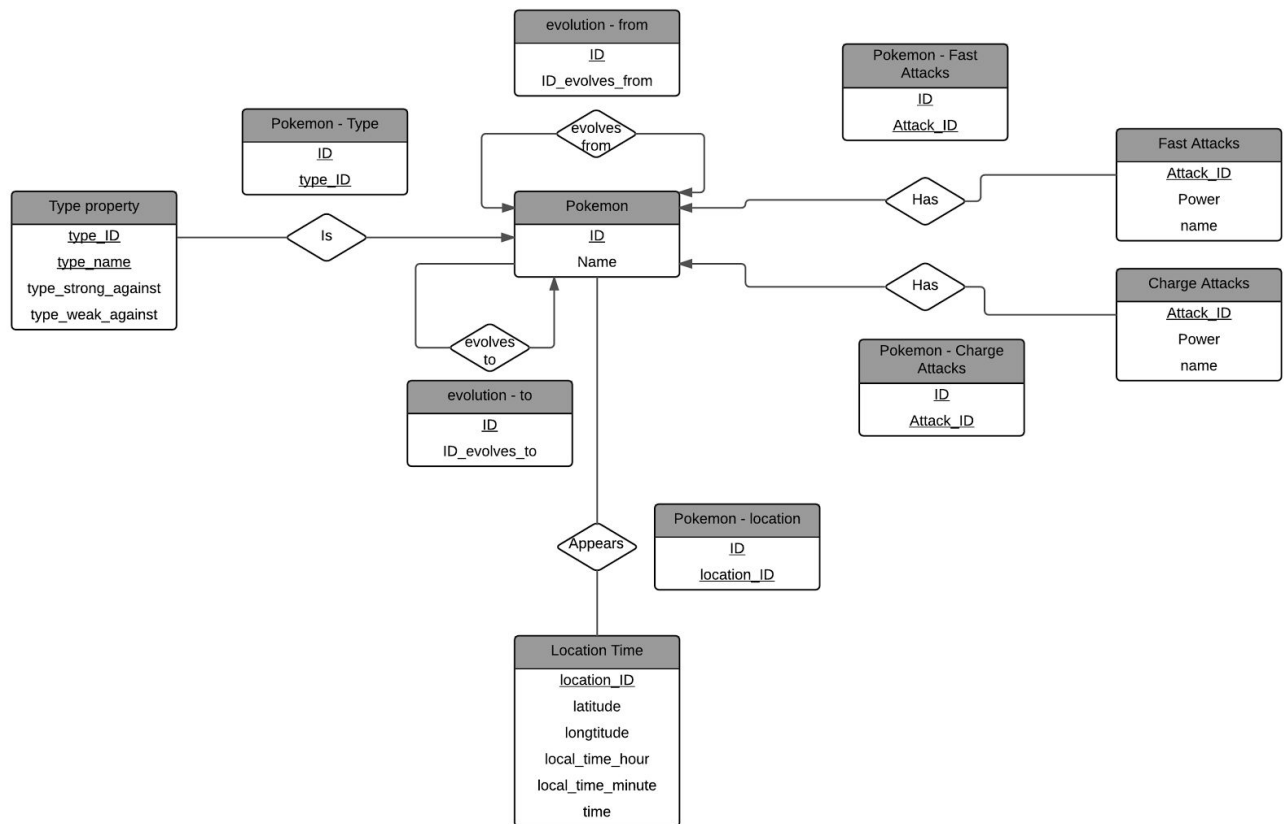 evolution - from
ID
ID_evolves_from
Pokemon - Fast
Attacks
ID
Attack_ID
Pokemon - Type
ID
type_ID
evolves
from
Fast Attacks
Attack_ID
Power
name
Type property
type_ID
type_name
type_strong_against
type_weak_against
Is
Pokemon
ID
Name
Has
Has
Charge Attacks
Attack_ID
Power
name
evolves
to
Pokemon - Charge
Attacks
ID
Attack_ID
evolution - to
ID
ID_evolves_to
Appears
Pokemon - location
ID
location_ID
Location Time
location_ID
latitude
longtitude
local_time_hour
local_time_minute
time